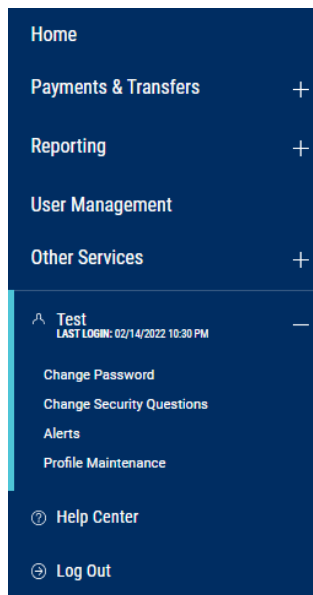 Home
Payments & Transfers
Reporting
User Management
Other Services
Test
LAST LOGIN: 02/14/2022 10:30 PM
Change Password
Change Security Questions
Alerts
Profile Maintenance
Help Center
Log Out